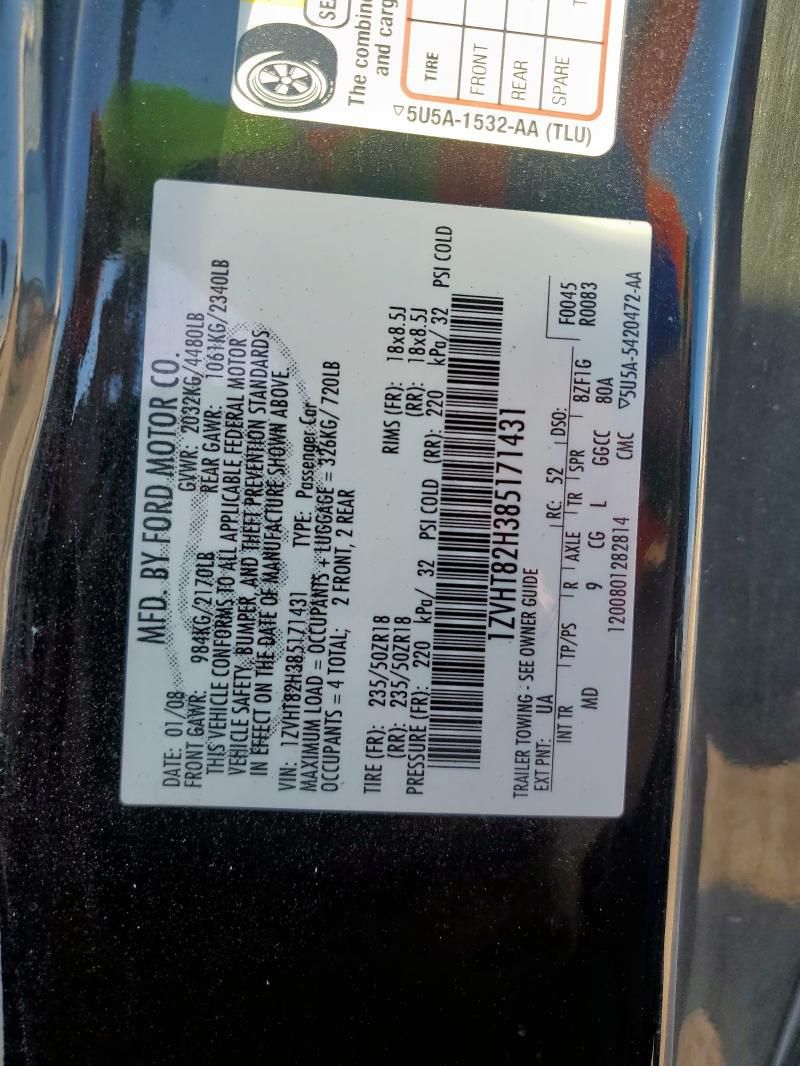 MFD. BY FORD MOTOR CO.
DATE: 01/08 GVWR: 2032KG/4480LB
FRONT GAWR: 984KG/2170LB REAR GAWR: 1061KG/2340LB
THIS VEHICLE CONFORMS TO ALL APPLICABLE FEDERAL MOTOR
VEHICLE SAFETY, BUMPER, AND THEFT PREVENTION STANDARDS
IN EFFECT ON THE DATE OF MANUFACTURE SHOWN ABOVE.
VIN: 1ZVHT82H385171431 TYPE: Passenger Car
MAXIMUM LOAD = OCCUPANTS + LUGGAGE = 326KG/720LB
OCCUPANTS = 4 TOTAL; 2 FRONT, 2 REAR
TIRE (FR): 235/50ZR18 RIMS (FR): 18x8.5J
(RR): 235/50ZR18 (RR): 18x8.5J
PRESSURE (FR): 220 kPa/ 32 PSI COLD (RR): 220 kPa/ 32 PSI COLD
1ZVHT82H385171431
TRAILER TOWING - SEE OWNER GUIDE
EXT PNT: UA RC: 52 DSO: F0045
INT TR TP/PS R AXLE TR SPR 8ZF1G R0083
MD 9 CG L GGCC 80A
1200801282814 CMC ▽5U5A-5420472-AA
SE
The combine
and carg
TIRE
FRONT
REAR
SPARE T
▽5U5A-1532-AA (TLU)